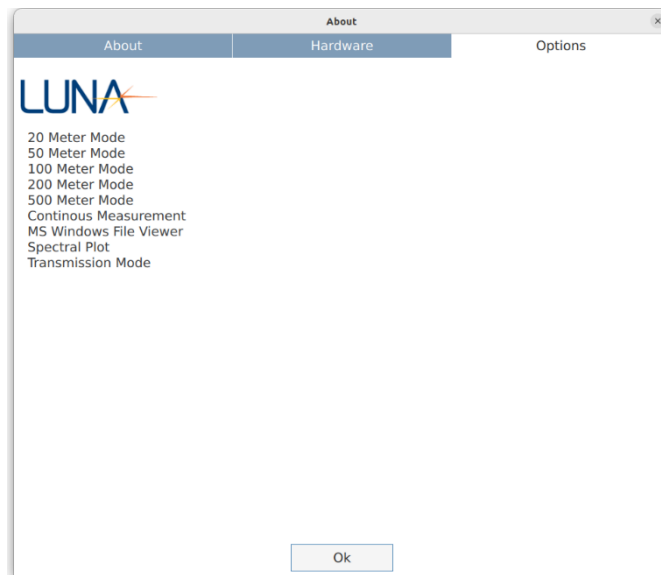 About
About
Hardware
Options
LUNA
20 Meter Mode
50 Meter Mode
100 Meter Mode
200 Meter Mode
500 Meter Mode
Continous Measurement
MS Windows File Viewer
Spectral Plot
Transmission Mode
Ok